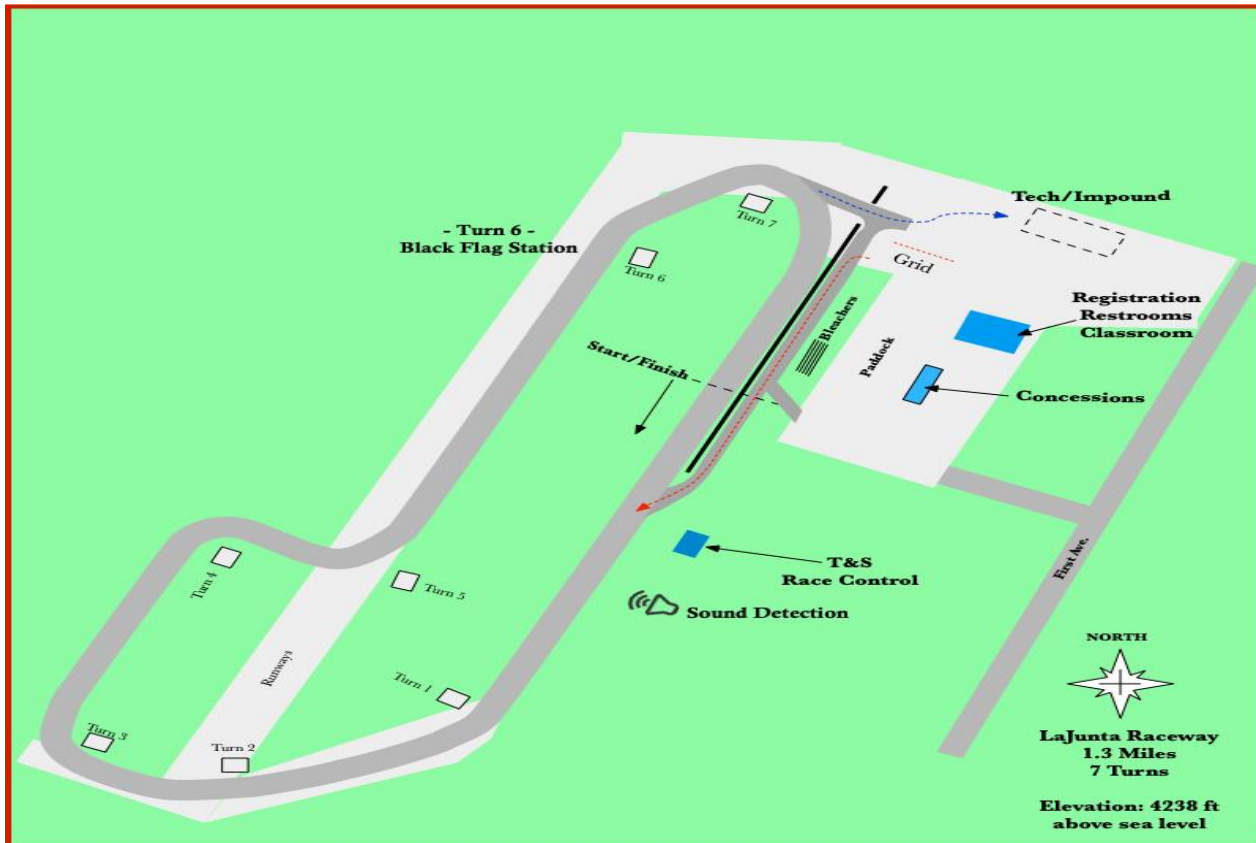 Tech/Impound
Turn 7
- Turn 6 -
Black Flag Station
Turn 6
Grid
Registration
Restrooms
Classroom
Bleachers
Paddock
Start/Finish
Concessions
Turn 4
Turn 5
T&S
Race Control
First Ave.
Sound Detection
Runways
NORTH
Turn 1
Turn 3
Turn 2
LaJunta Raceway
1.3 Miles
7 Turns
Elevation: 4238 ft
above sea level